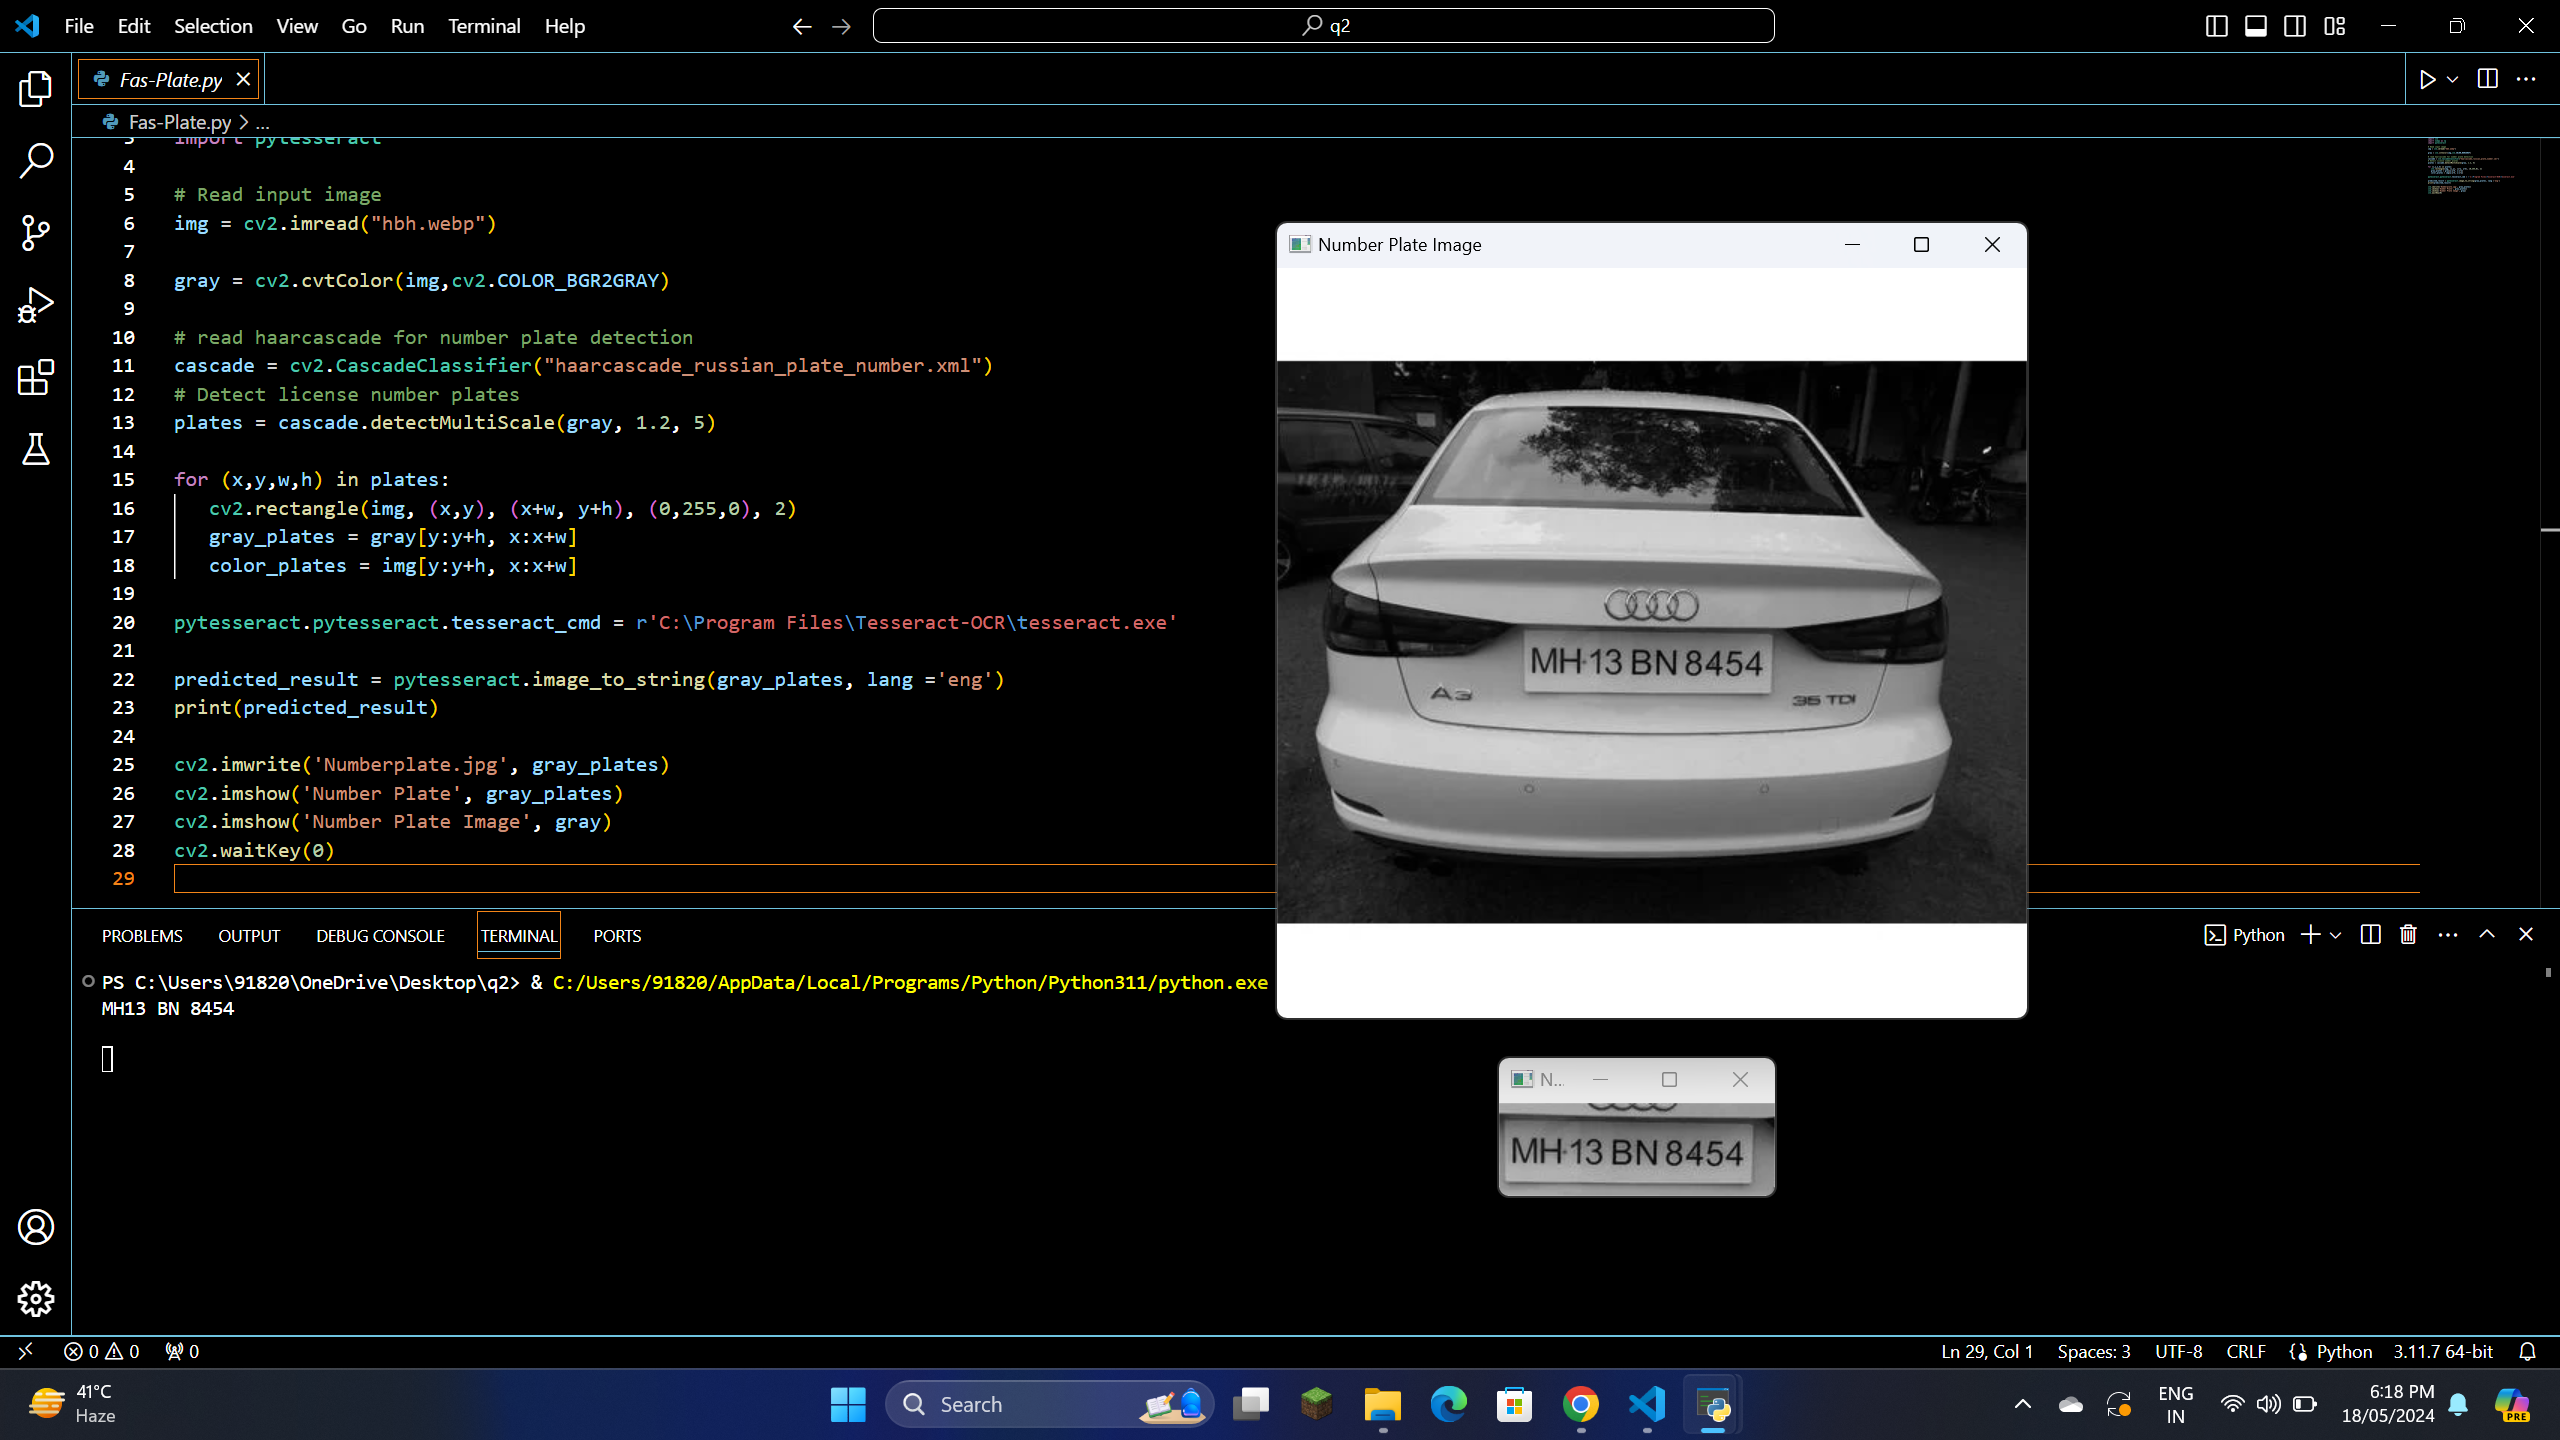 File Edit Selection View Go Run Terminal Help
q2
Fas-Plate.py
Fas-Plate.py > ...
3 import pytesseract
4
5 # Read input image
6 img = cv2.imread("hbh.webp")
7
8 gray = cv2.cvtColor(img,cv2.COLOR_BGR2GRAY)
9
10 # read haarcascade for number plate detection
11 cascade = cv2.CascadeClassifier("haarcascade_russian_plate_number.xml")
12 # Detect license number plates
13 plates = cascade.detectMultiScale(gray, 1.2, 5)
14
15 for (x,y,w,h) in plates:
16 cv2.rectangle(img, (x,y), (x+w, y+h), (0,255,0), 2)
17 gray_plates = gray[y:y+h, x:x+w]
18 color_plates = img[y:y+h, x:x+w]
19
20 pytesseract.pytesseract.tesseract_cmd = r'C:\Program Files\Tesseract-OCR\tesseract.exe'
21
22 predicted_result = pytesseract.image_to_string(gray_plates, lang ='eng')
23 print(predicted_result)
24
25 cv2.imwrite('Numberplate.jpg', gray_plates)
26 cv2.imshow('Number Plate', gray_plates)
27 cv2.imshow('Number Plate Image', gray)
28 cv2.waitKey(0)
29
Number Plate Image
MH·13 BN 8454
A3
35 TDI
PROBLEMS OUTPUT DEBUG CONSOLE TERMINAL PORTS
Python
PS C:\Users\91820\OneDrive\Desktop\q2> & C:/Users/91820/AppData/Local/Programs/Python/Python311/python.exe
MH13 BN 8454
N...
MH·13 BN 8454
0 0 0
Ln 29, Col 1 Spaces: 3 UTF-8 CRLF Python 3.11.7 64-bit
41°C
Haze
Search
ENG
IN
6:18 PM
18/05/2024
PRE